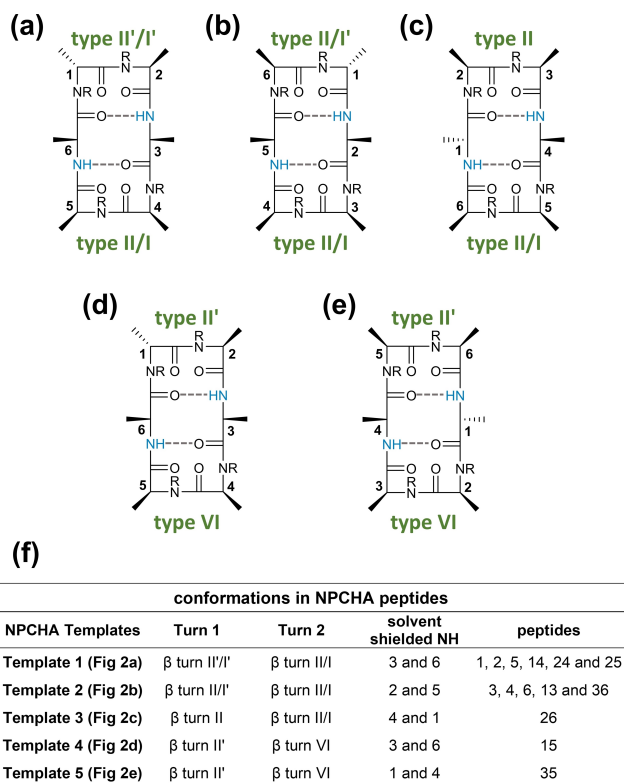 (a)
type II'/I'
R
1
N
2
NR
O
O
O
HN
6
3
NH
O
O
O
NR
5
N
R
4
type II/I
(b)
type II/I'
R
6
N
1
NR
O
O
O
HN
5
2
NH
O
O
O
NR
4
N
R
3
type II/I
(c)
type II
R
2
N
3
NR
O
O
O
HN
1
4
NH
O
O
O
NR
6
N
R
5
type II/I
(d)
type II'
R
1
N
2
NR
O
O
O
HN
6
3
NH
O
O
O
NR
5
N
R
4
type VI
(e)
type II'
R
5
N
6
NR
O
O
O
HN
4
1
NH
O
O
O
NR
3
N
R
2
type VI
(f)
conformations in NPCHA peptides
NPCHA Templates Turn 1 Turn 2 solvent shielded NH peptides
Template 1 (Fig 2a) β turn II'/I' β turn II/I 3 and 6 1, 2, 5, 14, 24 and 25
Template 2 (Fig 2b) β turn II/I' β turn II/I 2 and 5 3, 4, 6, 13 and 36
Template 3 (Fig 2c) β turn II β turn II/I 4 and 1 26
Template 4 (Fig 2d) β turn II' β turn VI 3 and 6 15
Template 5 (Fig 2e) β turn II' β turn VI 1 and 4 35